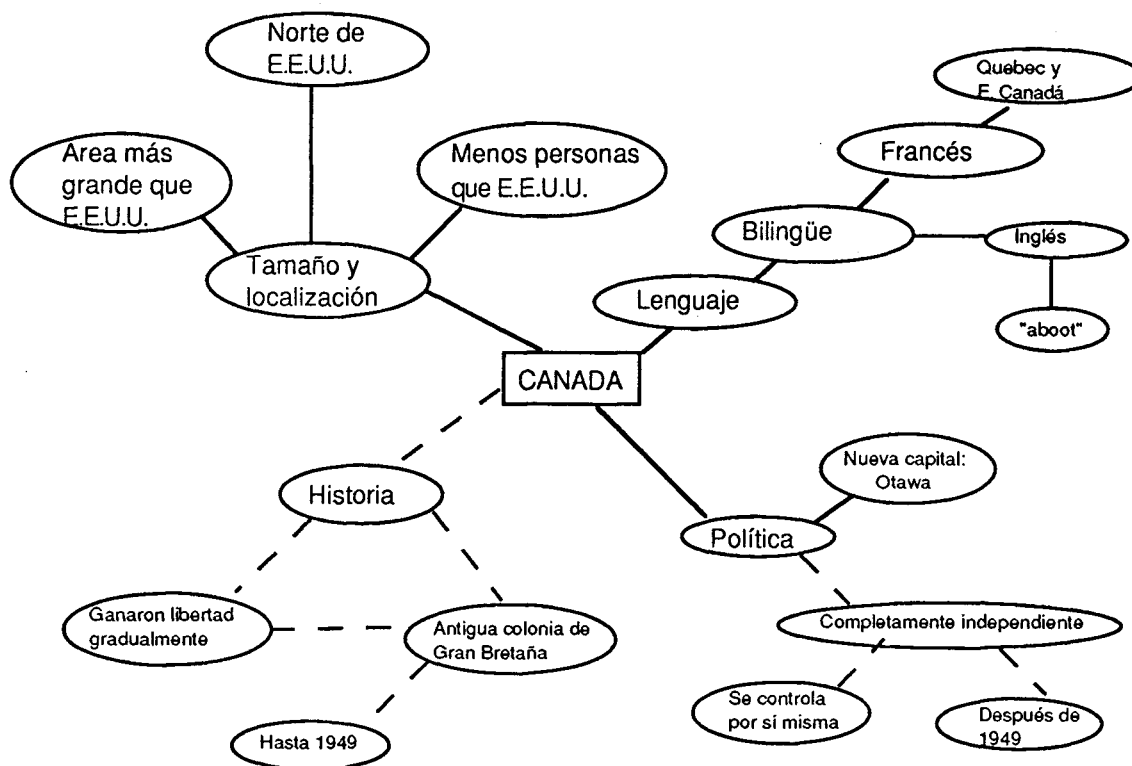 Norte de
E.E.U.U.
Quebec y
E. Canadá
Area más
grande que
E.E.U.U.
Menos personas
que E.E.U.U.
Francés
Bilingüe
Inglés
Tamaño y
localización
Lenguaje
"aboot"
CANADA
Nueva capital:
Otawa
Historia
Política
Ganaron libertad
gradualmente
Antigua colonia de
Gran Bretaña
Completamente independiente
Se controla
por sí misma
Después de
1949
Hasta 1949